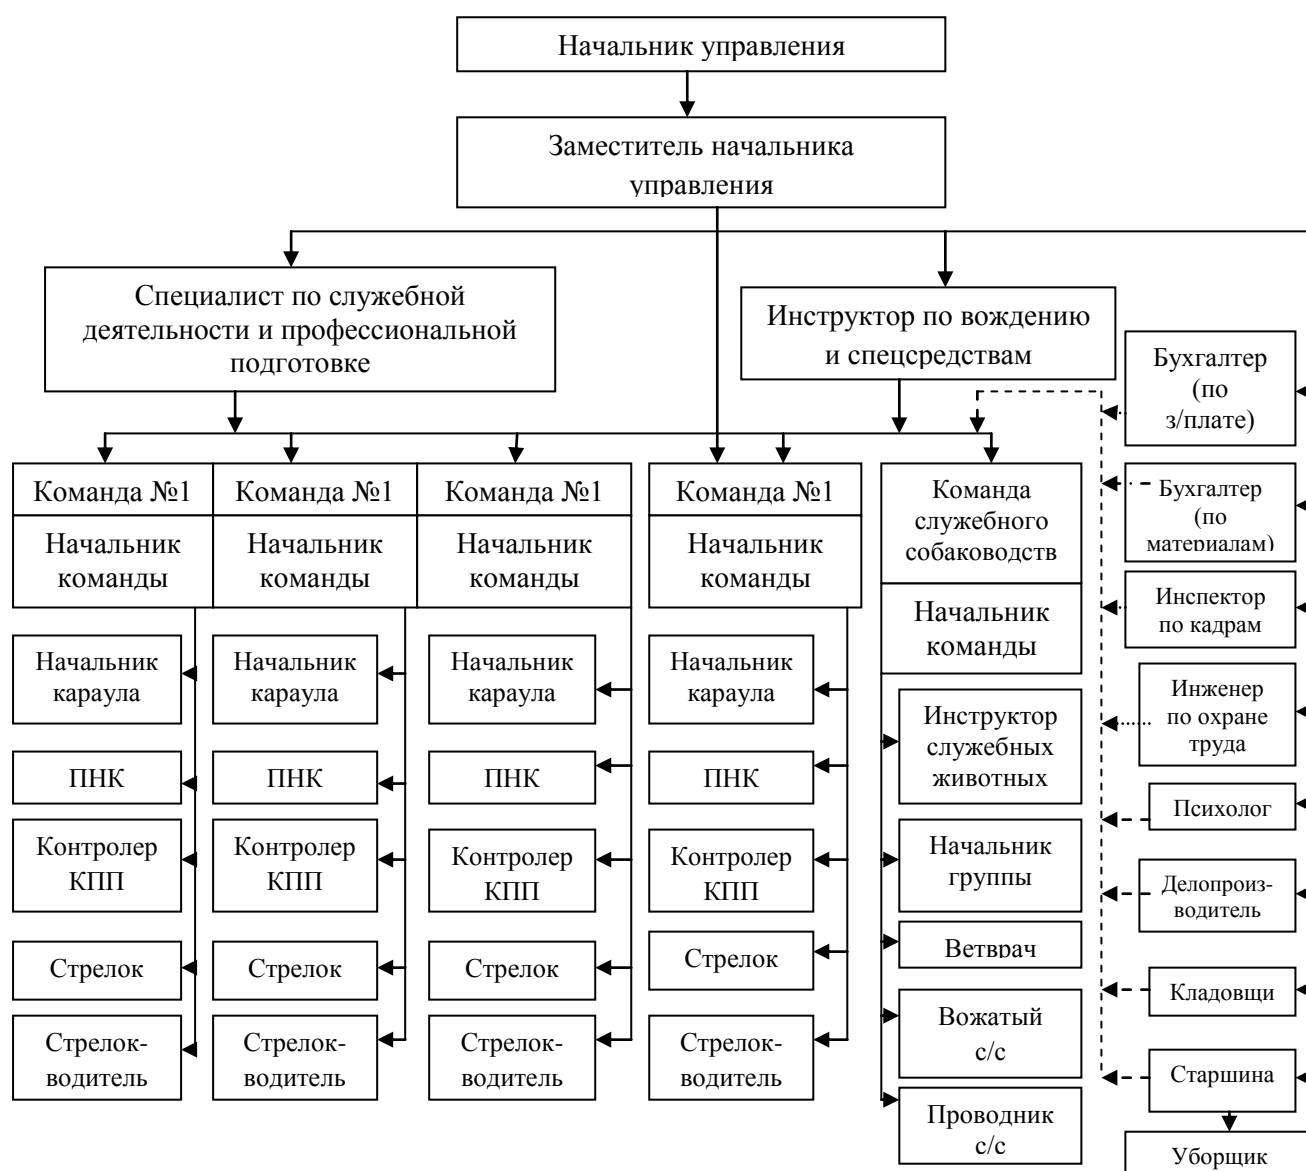 Начальник управления
Заместитель начальника
управления
Специалист по служебной
деятельности и профессиональной
подготовке
Инструктор по вождению
и спецсредствам
Команда №1
Начальник
команды
Начальник
караула
ПНК
Контролер
КПП
Стрелок
Стрелок-
водитель
Команда №1
Начальник
команды
Начальник
караула
ПНК
Контролер
КПП
Стрелок
Стрелок-
водитель
Команда №1
Начальник
команды
Начальник
караула
ПНК
Контролер
КПП
Стрелок
Стрелок-
водитель
Команда №1
Начальник
команды
Начальник
караула
ПНК
Контролер
КПП
Стрелок
Стрелок-
водитель
Команда
служебного
собаководств
Начальник
команды
Инструктор
служебных
животных
Начальник
группы
Ветврач
Вожатый
с/с
Проводник
с/с
Бухгалтер
(по
з/плате)
Бухгалтер
(по
материалам)
Инспектор
по кадрам
Инженер
по охране
труда
Психолог
Делопроиз-
водитель
Кладовщи
Старшина
Уборщик